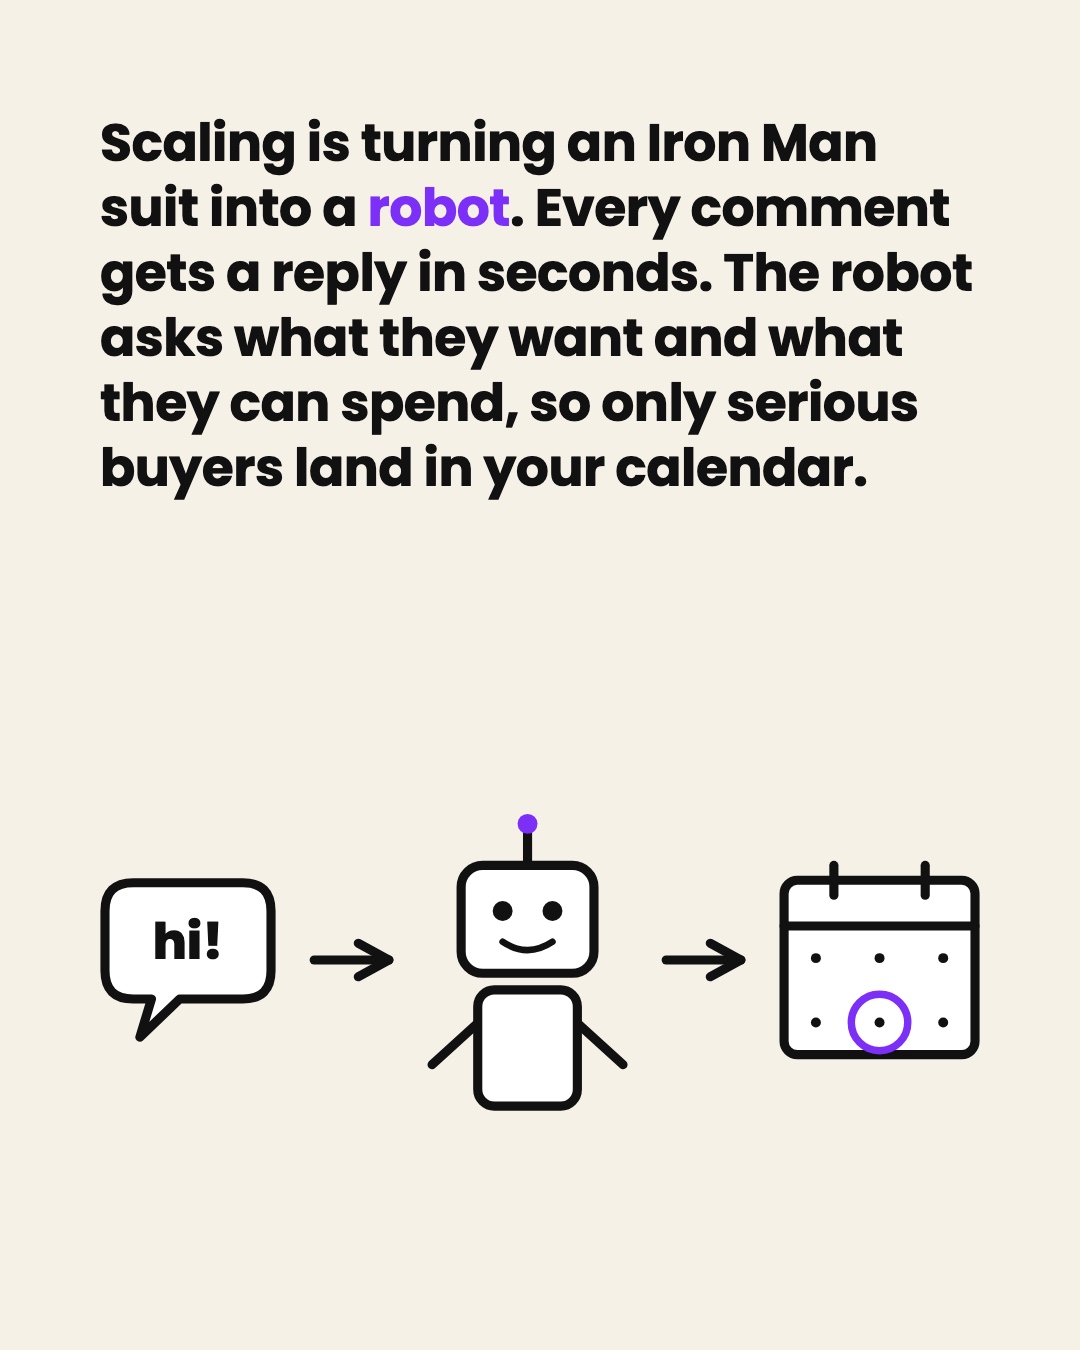 Scaling is turning an Iron Man
suit into a robot. Every comment
gets a reply in seconds. The robot
asks what they want and what
they can spend, so only serious
buyers land in your calendar.
hi!